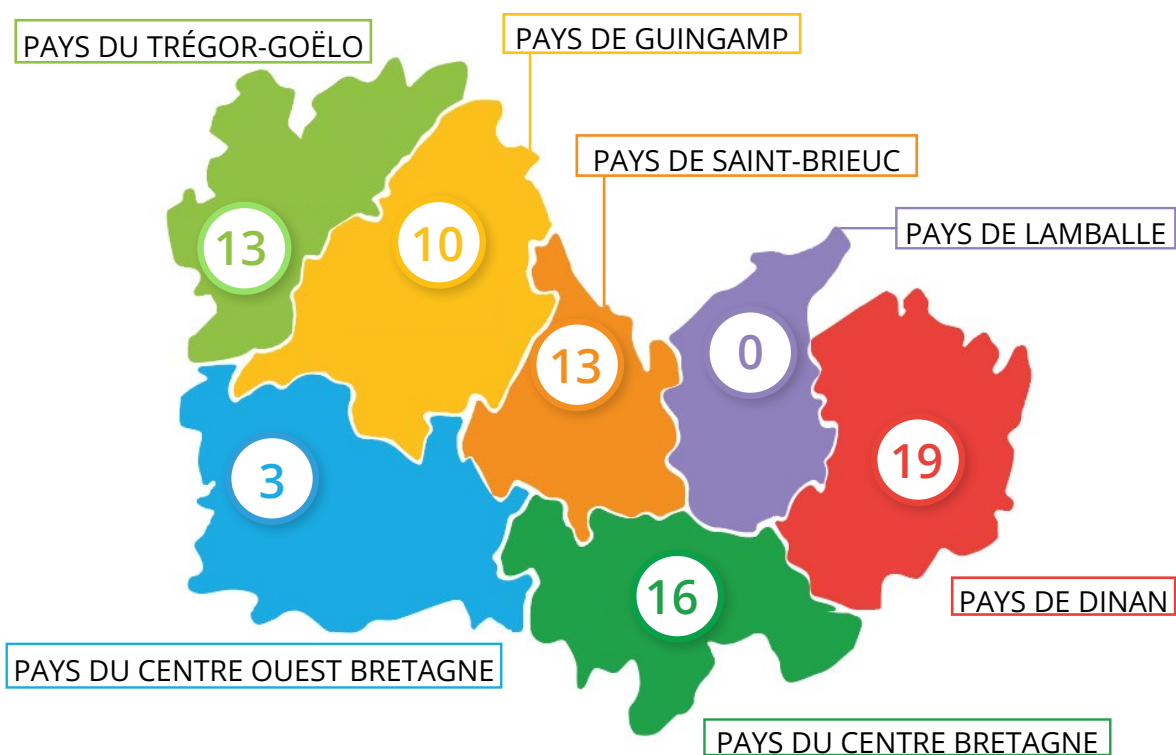 PAYS DU TRÉGOR-GOËLO
PAYS DE GUINGAMP
PAYS DE SAINT-BRIEUC
PAYS DE LAMBALLE
13
10
13
0
19
3
16
PAYS DE DINAN
PAYS DU CENTRE OUEST BRETAGNE
PAYS DU CENTRE BRETAGNE